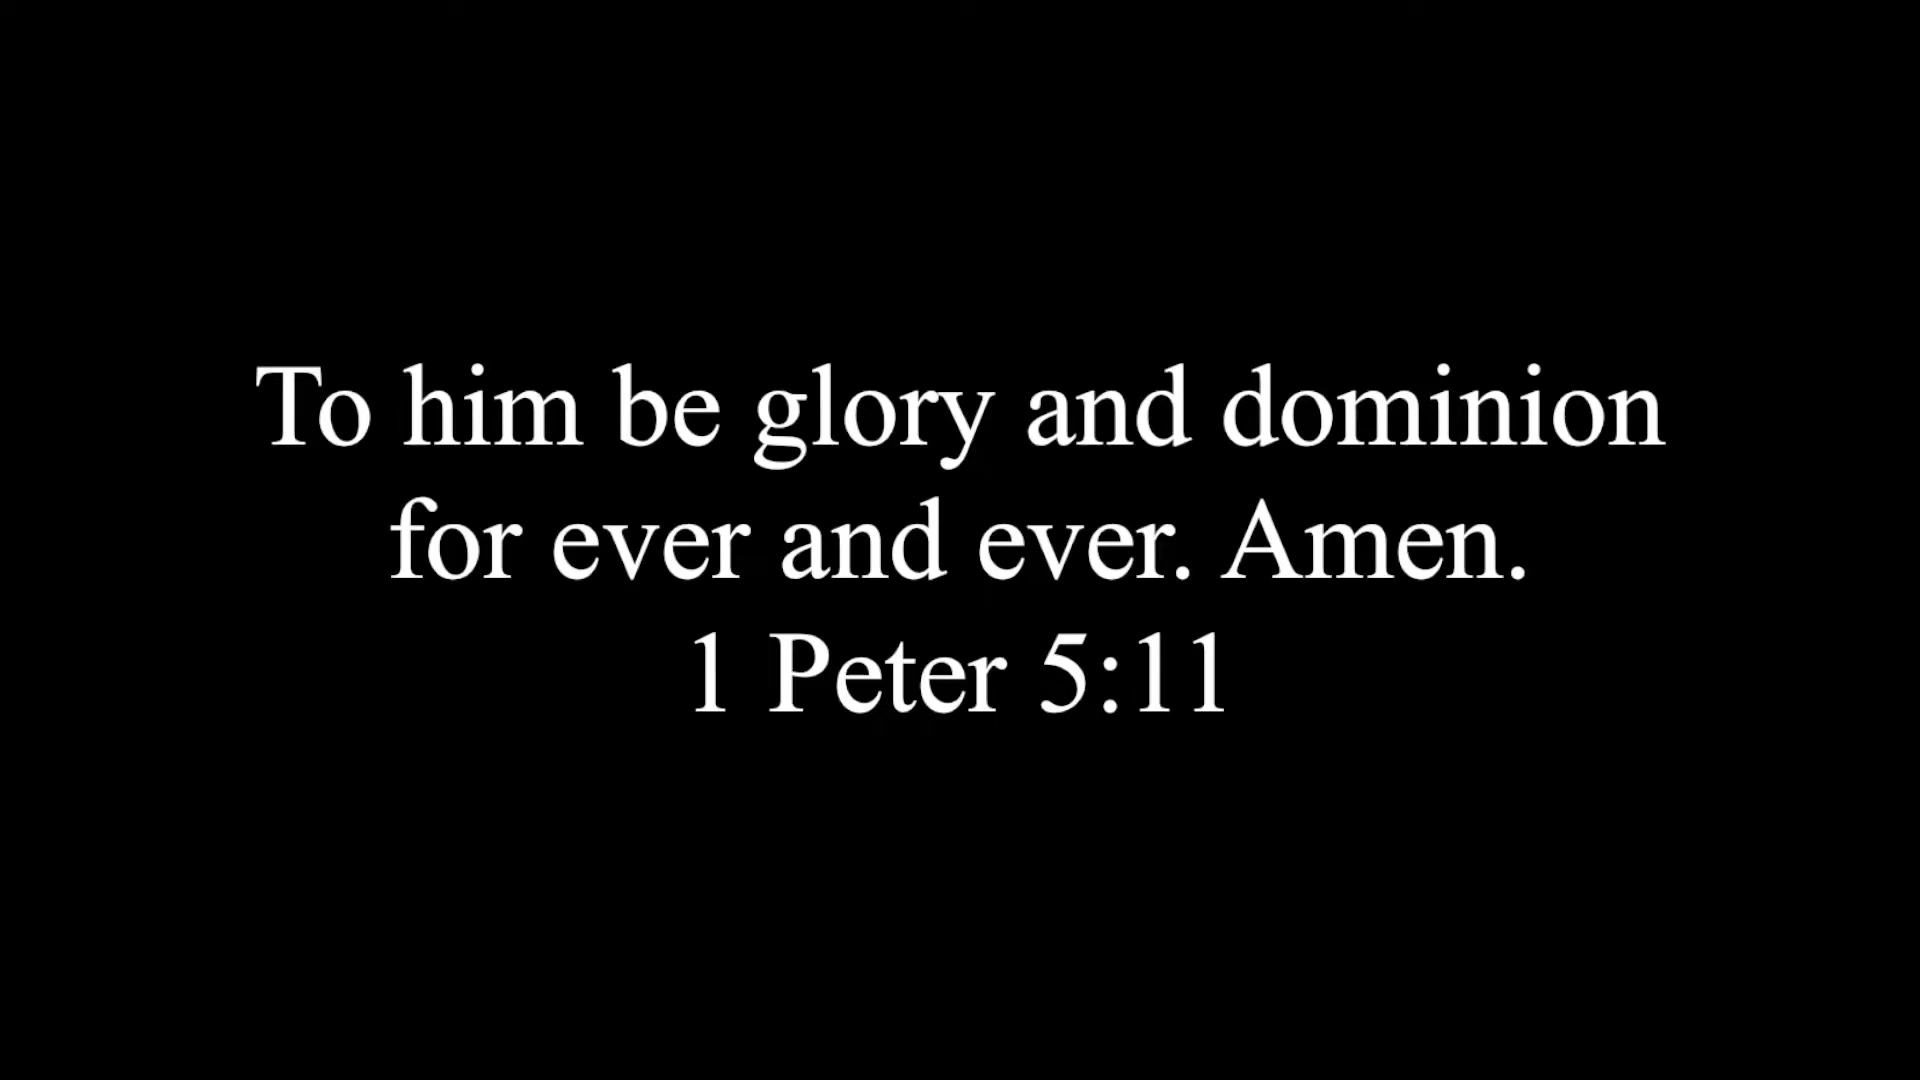 To him be glory and dominion
for ever and ever. Amen.
1 Peter 5:11